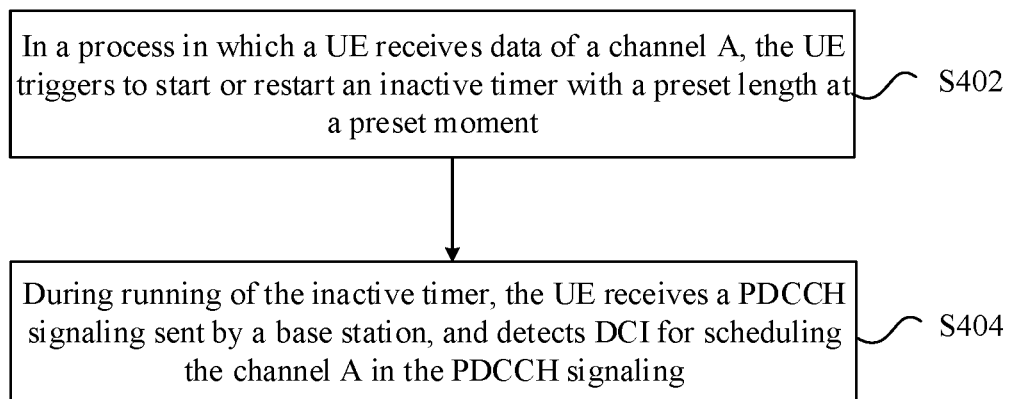 In a process in which a UE receives data of a channel A, the UE
triggers to start or restart an inactive timer with a preset length at
a preset moment
S402
During running of the inactive timer, the UE receives a PDCCH
signaling sent by a base station, and detects DCI for scheduling
the channel A in the PDCCH signaling
S404